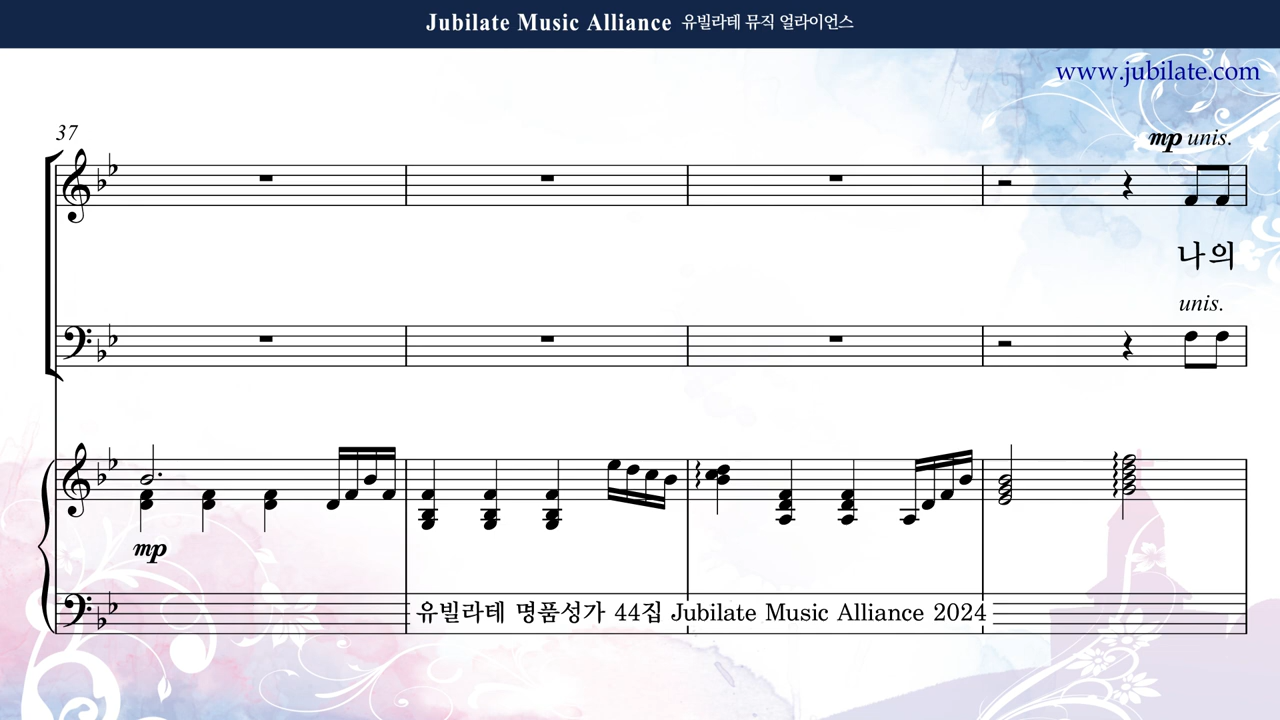 Jubilate Music Alliance 유빌라테 뮤직 얼라이언스
www.jubilate.com
37
mp unis.
나의
unis.
mp
유빌라테 명품성가 44집 Jubilate Music Alliance 2024